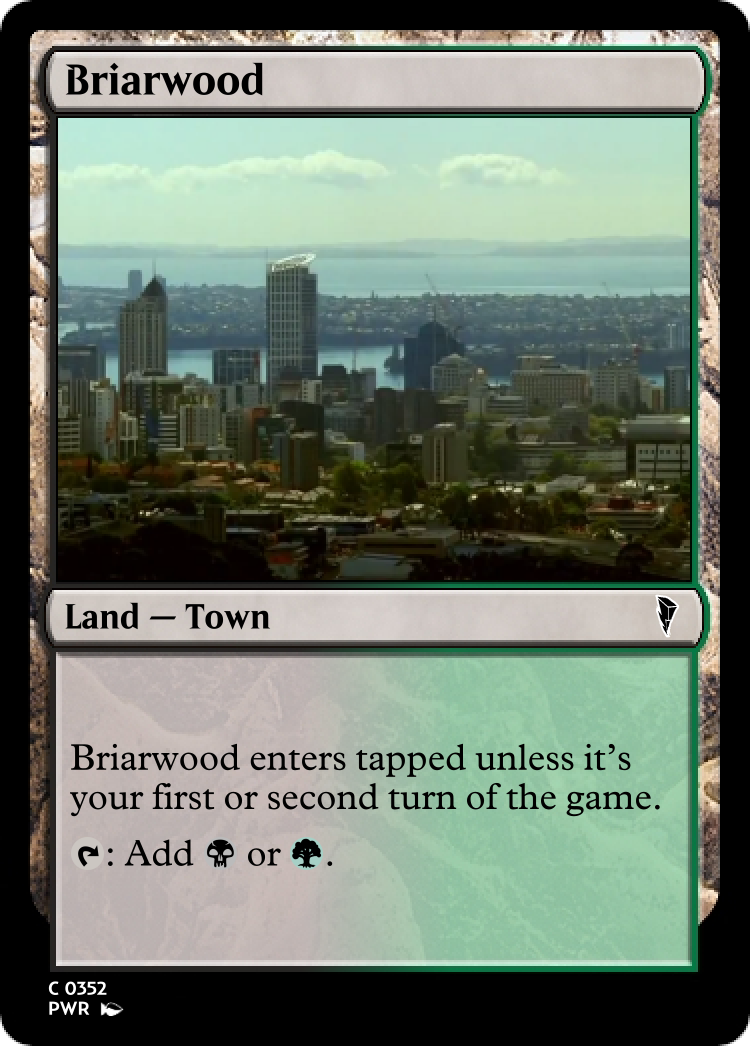 Briarwood
Land — Town
Briarwood enters tapped unless it's
your first or second turn of the game.
: Add or .
C 0352
PWR